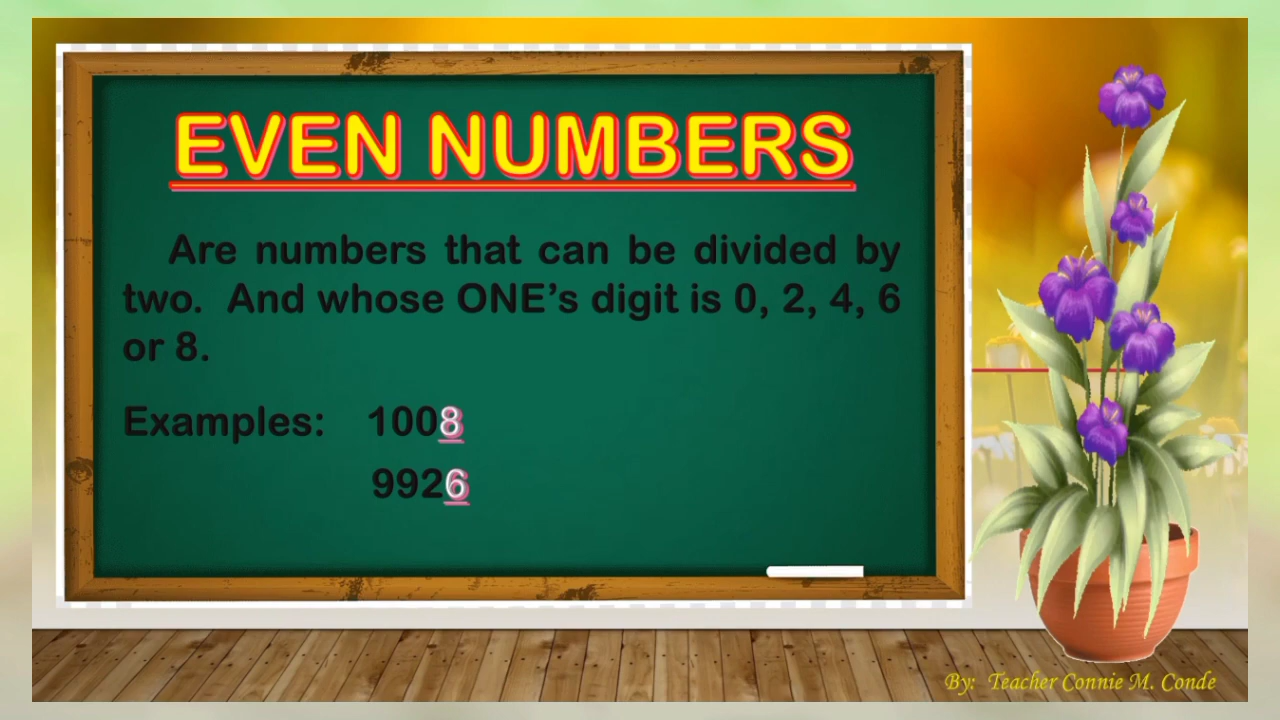 EVEN NUMBERS
Are numbers that can be divided by
two. And whose ONE’s digit is 0, 2, 4, 6
or 8.
Examples: 1008
9926
By: Teacher Connie M. Conde